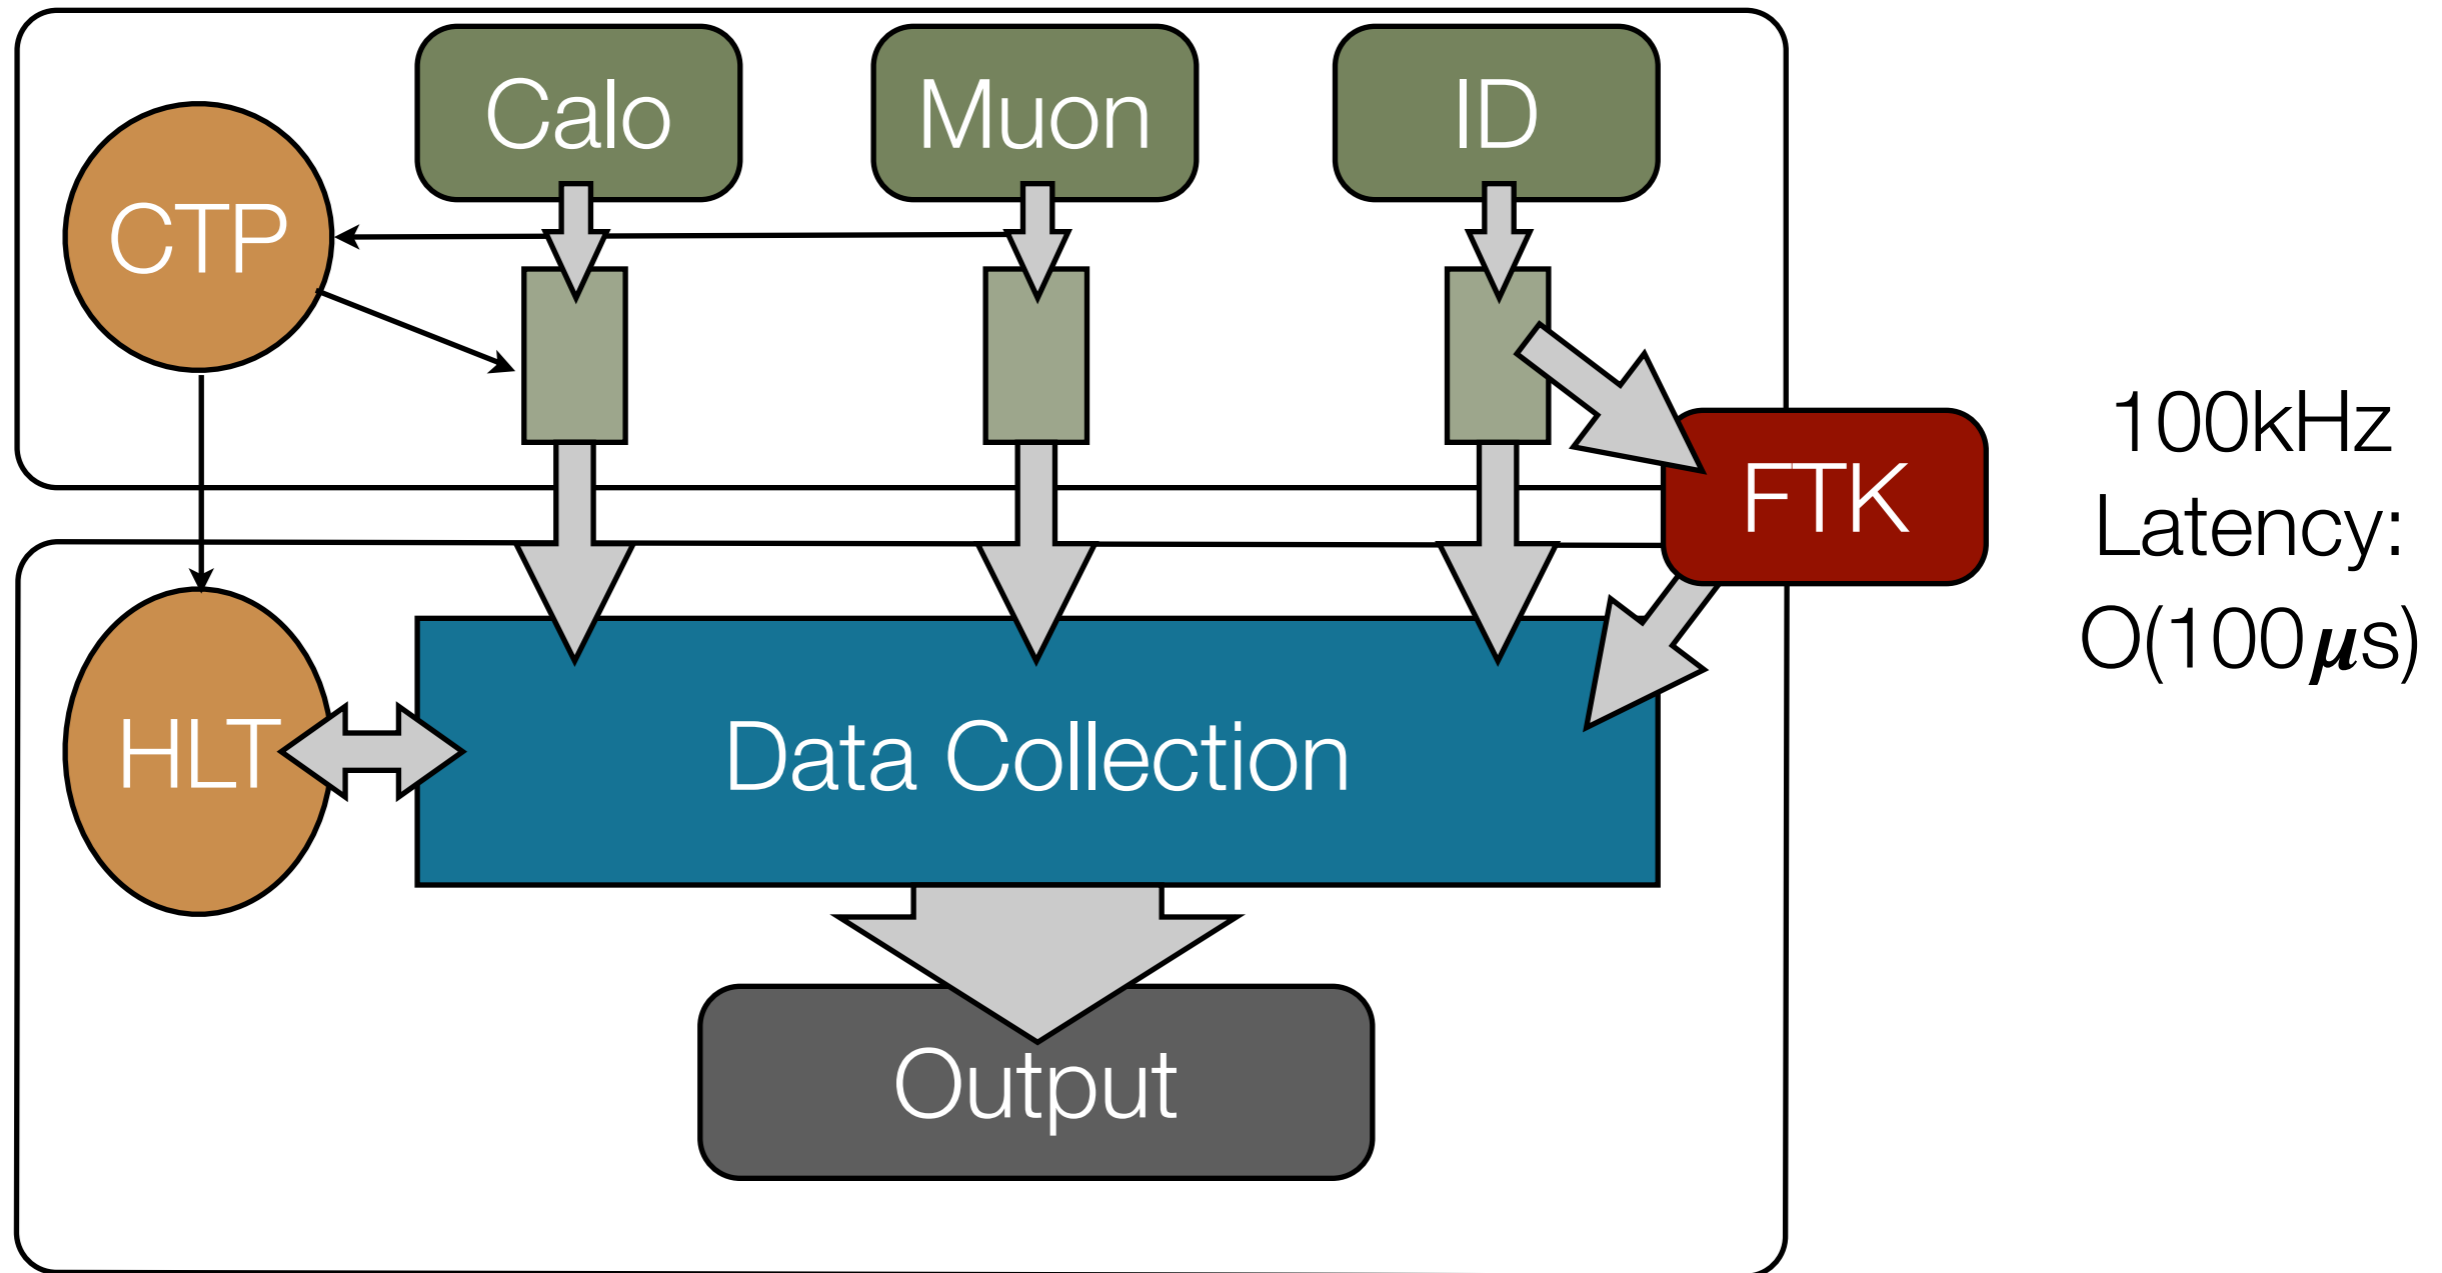 Calo
Muon
ID
CTP
FTK
100kHz
Latency:
O(100μs)
HLT
Data Collection
Output